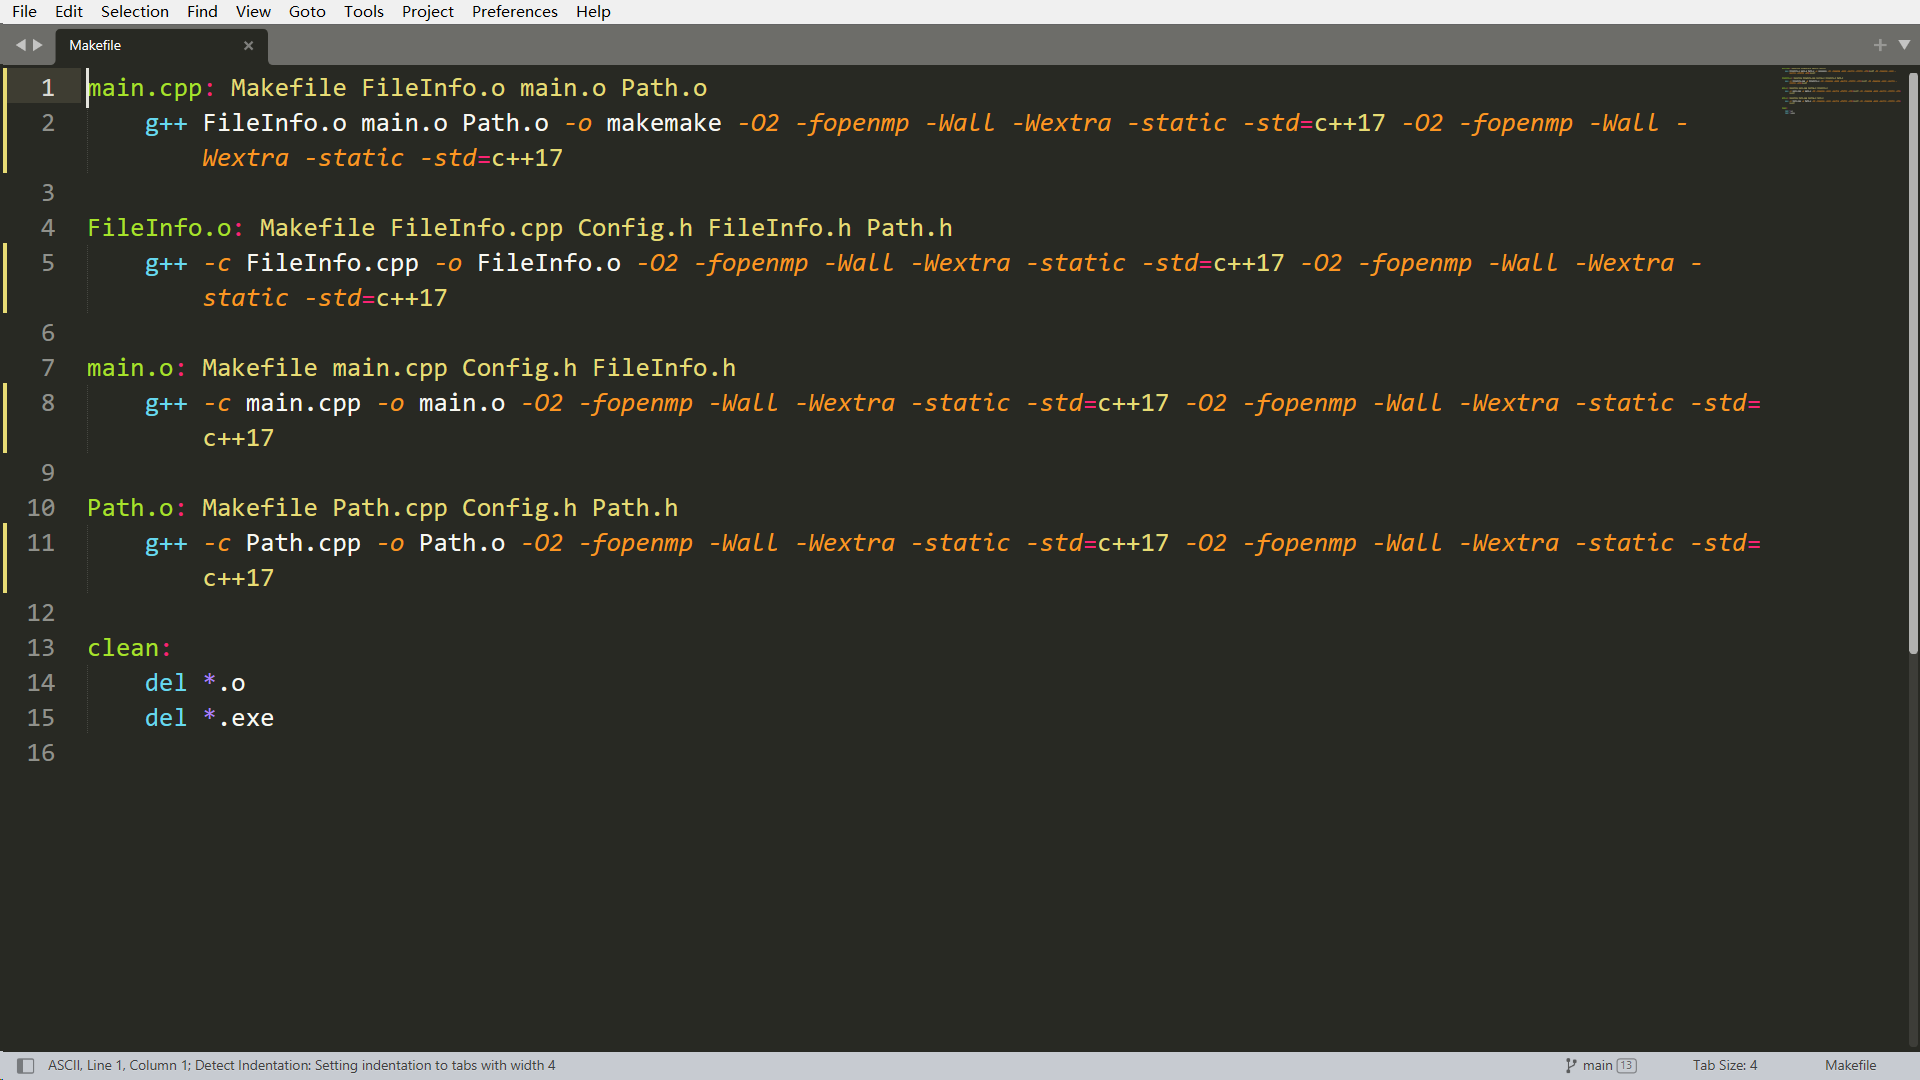 File Edit Selection Find View Goto Tools Project Preferences Help
Makefile
1 main.cpp: Makefile FileInfo.o main.o Path.o
2 g++ FileInfo.o main.o Path.o -o makemake -O2 -fopenmp -Wall -Wextra -static -std=c++17 -O2 -fopenmp -Wall -
Wextra -static -std=c++17
3
4 FileInfo.o: Makefile FileInfo.cpp Config.h FileInfo.h Path.h
5 g++ -c FileInfo.cpp -o FileInfo.o -O2 -fopenmp -Wall -Wextra -static -std=c++17 -O2 -fopenmp -Wall -Wextra -
static -std=c++17
6
7 main.o: Makefile main.cpp Config.h FileInfo.h
8 g++ -c main.cpp -o main.o -O2 -fopenmp -Wall -Wextra -static -std=c++17 -O2 -fopenmp -Wall -Wextra -static -std=
c++17
9
10 Path.o: Makefile Path.cpp Config.h Path.h
11 g++ -c Path.cpp -o Path.o -O2 -fopenmp -Wall -Wextra -static -std=c++17 -O2 -fopenmp -Wall -Wextra -static -std=
c++17
12
13 clean:
14 del *.o
15 del *.exe
16
ASCII, Line 1, Column 1; Detect Indentation: Setting indentation to tabs with width 4 main 13 Tab Size: 4 Makefile